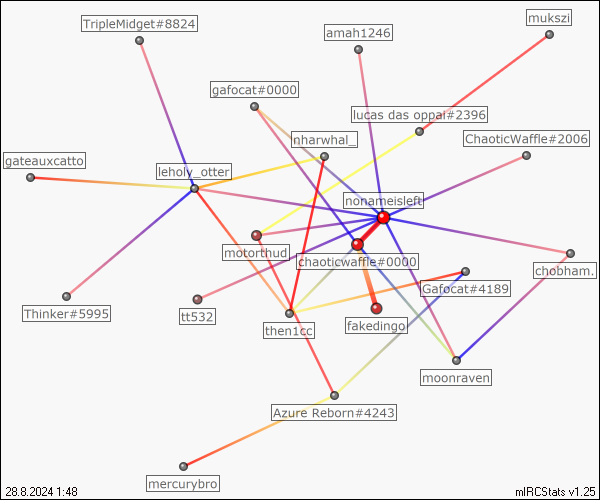 TripleMidget#8824
amah1246
mukszi
gafocat#0000
lucas das oppai#2396
nharwhal_
ChaoticWaffle#2006
gateauxcatto
leholy_otter
nonameisleft
motorthud
chaoticwaffle#0000
chobham.
Gafocat#4189
Thinker#5995
tt532
then1cc
fakedingo
moonraven
Azure Reborn#4243
mercurybro
28.8.2024 1:48
mIRCStats v1.25